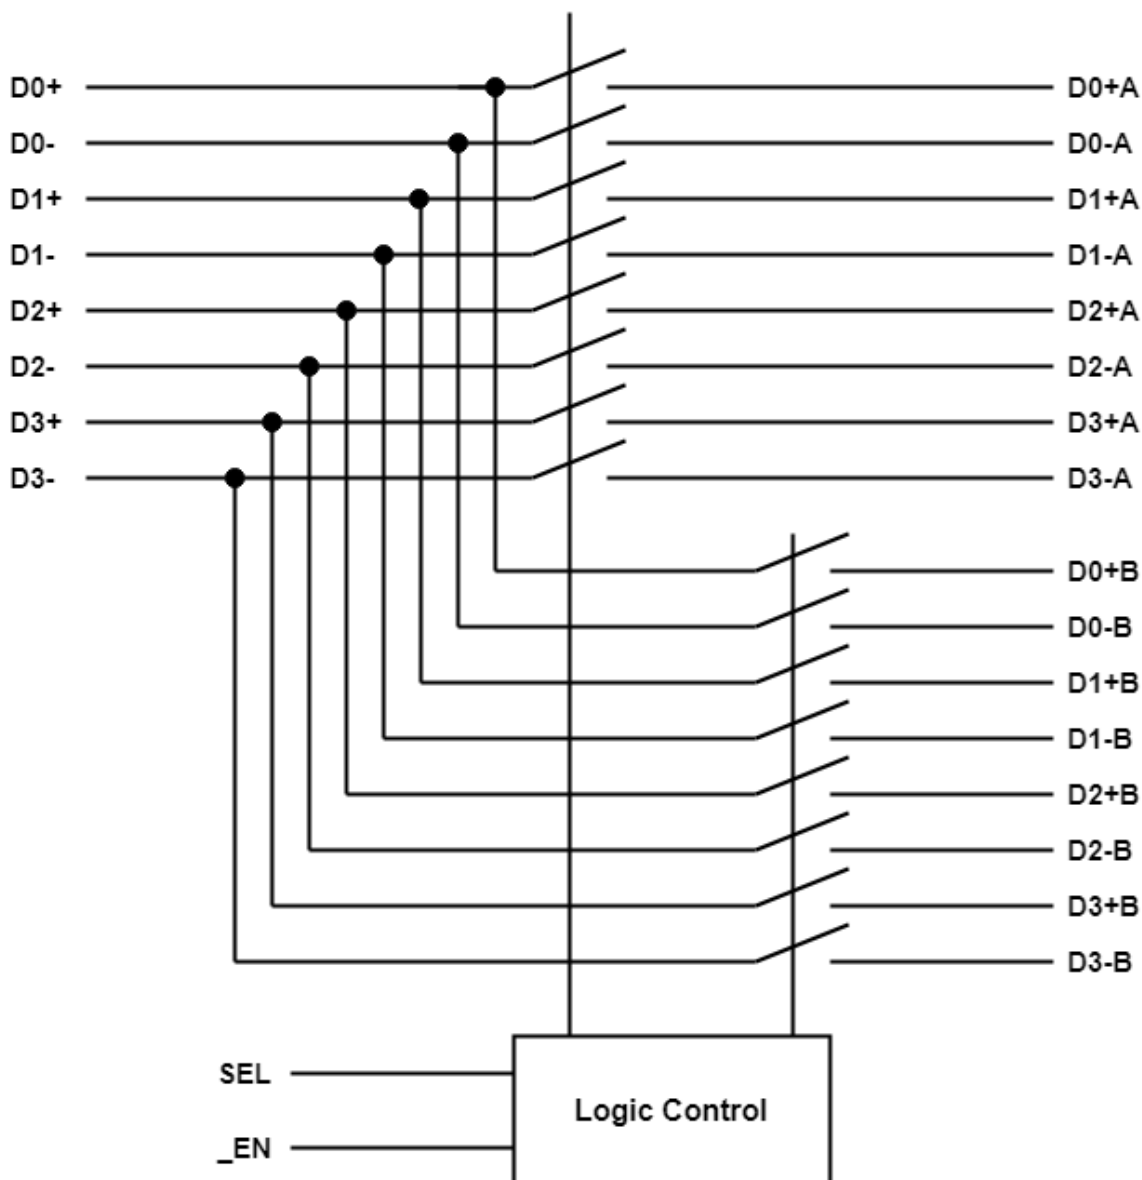 D0+ D0+A
D0- D0-A
D1+ D1+A
D1- D1-A
D2+ D2+A
D2- D2-A
D3+ D3+A
D3- D3-A
D0+B
D0-B
D1+B
D1-B
D2+B
D2-B
D3+B
D3-B
SEL
Logic Control
_EN